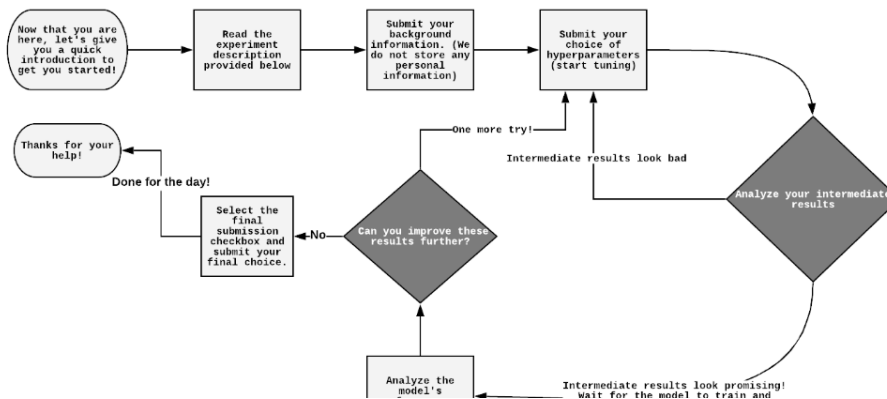 Now that you are
here, let's give
you a quick
introduction to
get you started!
Read the
experiment
description
provided below
Submit your
background
information. (We
do not store any
personal
information)
Submit your
choice of
hyperparameters
(start tuning)
One more try!
Intermediate results look bad
Analyze your intermediate
results
Thanks for your
help!
Done for the day!
Select the
final
submission
checkbox and
submit your
final choice.
No
Can you improve these
results further?
Analyze the
model's
Intermediate results look promising!
Wait for the model to train and